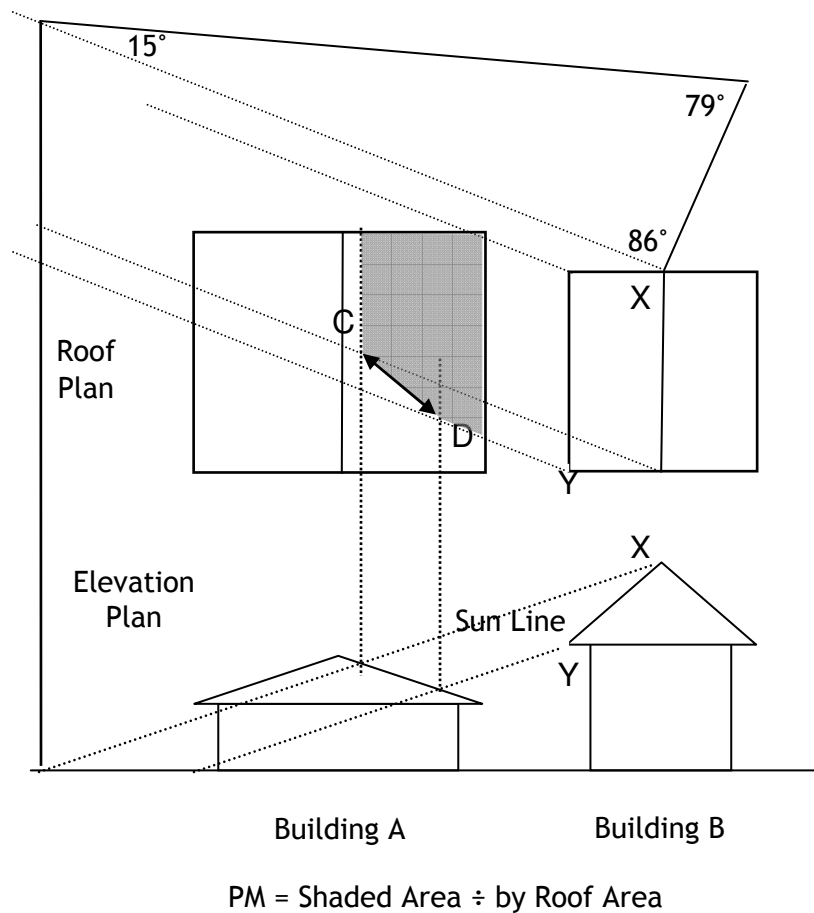 15°
79°
86°
X
C
Roof
Plan
D
Y
X
Elevation
Plan
Sun Line
Y
Building A
Building B
PM = Shaded Area ÷ by Roof Area